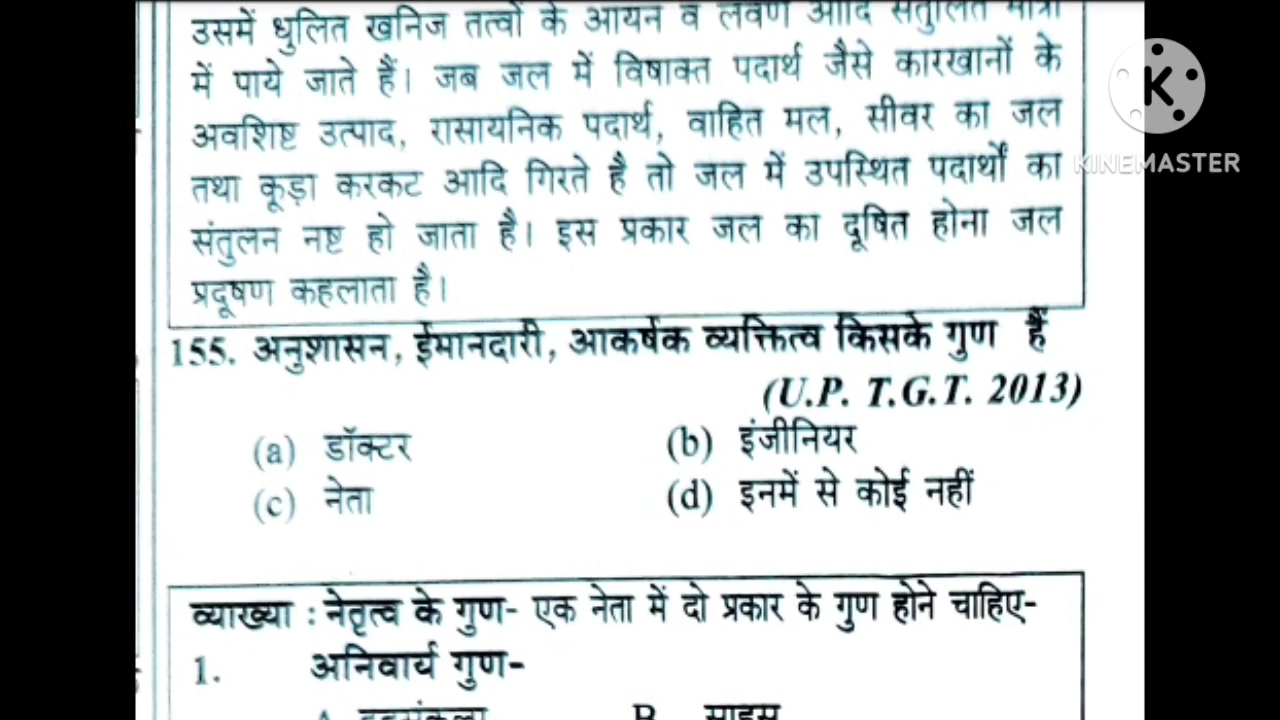 उसमें धुलित खनिज तत्वों के आयन व लवण आदि संतुलित मात्रा
में पाये जाते हैं। जब जल में विषाक्त पदार्थ जैसे कारखानों के
अवशिष्ट उत्पाद, रासायनिक पदार्थ, वाहित मल, सीवर का जल
तथा कूड़ा करकट आदि गिरते है तो जल में उपस्थित पदार्थों का
संतुलन नष्ट हो जाता है। इस प्रकार जल का दूषित होना जल
प्रदूषण कहलाता है।
155. अनुशासन, ईमानदारी, आकर्षक व्यक्तित्व किसके गुण हैं
(U.P. T.G.T. 2013)
(a) डॉक्टर (b) इंजीनियर
(c) नेता (d) इनमें से कोई नहीं
व्याख्या : नेतृत्व के गुण- एक नेता में दो प्रकार के गुण होने चाहिए-
1. अनिवार्य गुण-
B. साहस
K
KINEMASTER